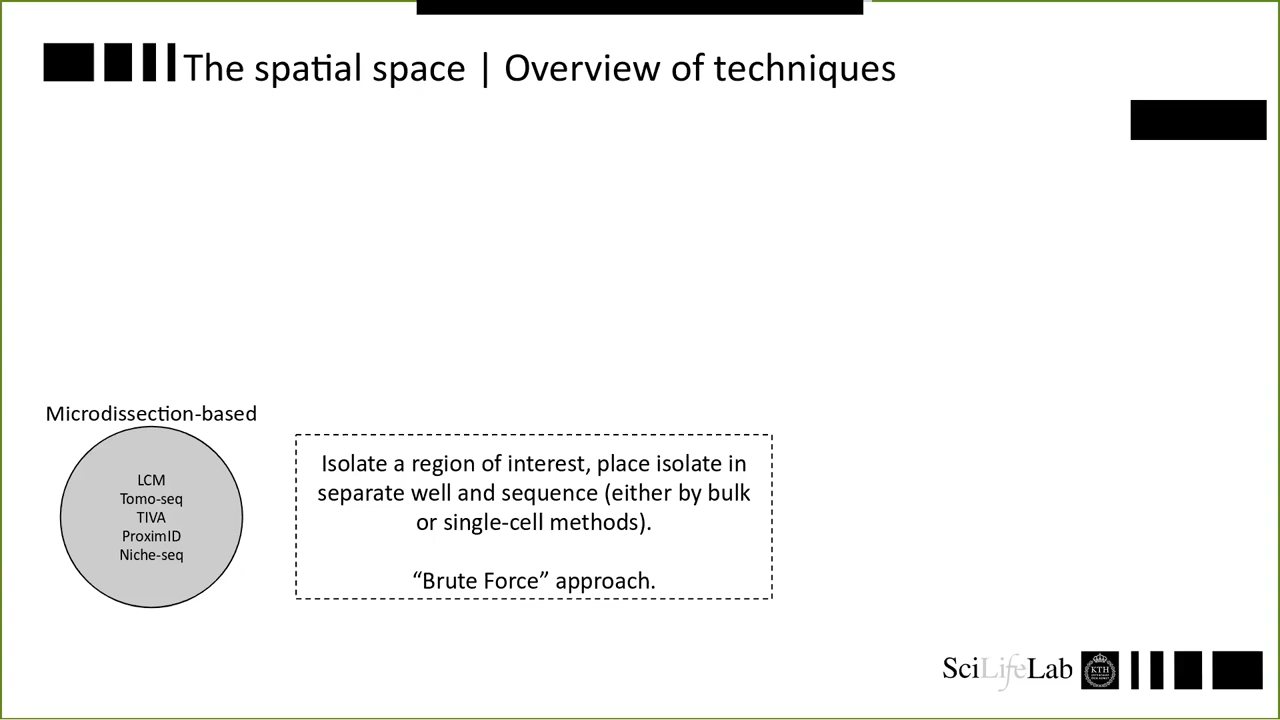 The spatial space | Overview of techniques
Microdissection-based
LCM
Tomo-seq
TIVA
ProximID
Niche-seq
Isolate a region of interest, place isolate in
separate well and sequence (either by bulk
or single-cell methods).
“Brute Force” approach.
SciLifeLab
KTH